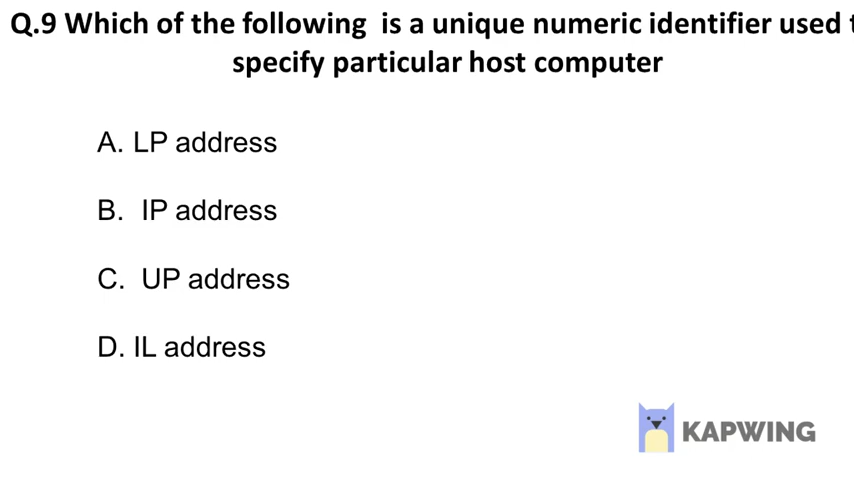 Q.9 Which of the following is a unique numeric identifier used
specify particular host computer
A. LP address
B. IP address
C. UP address
D. IL address
KAPWING